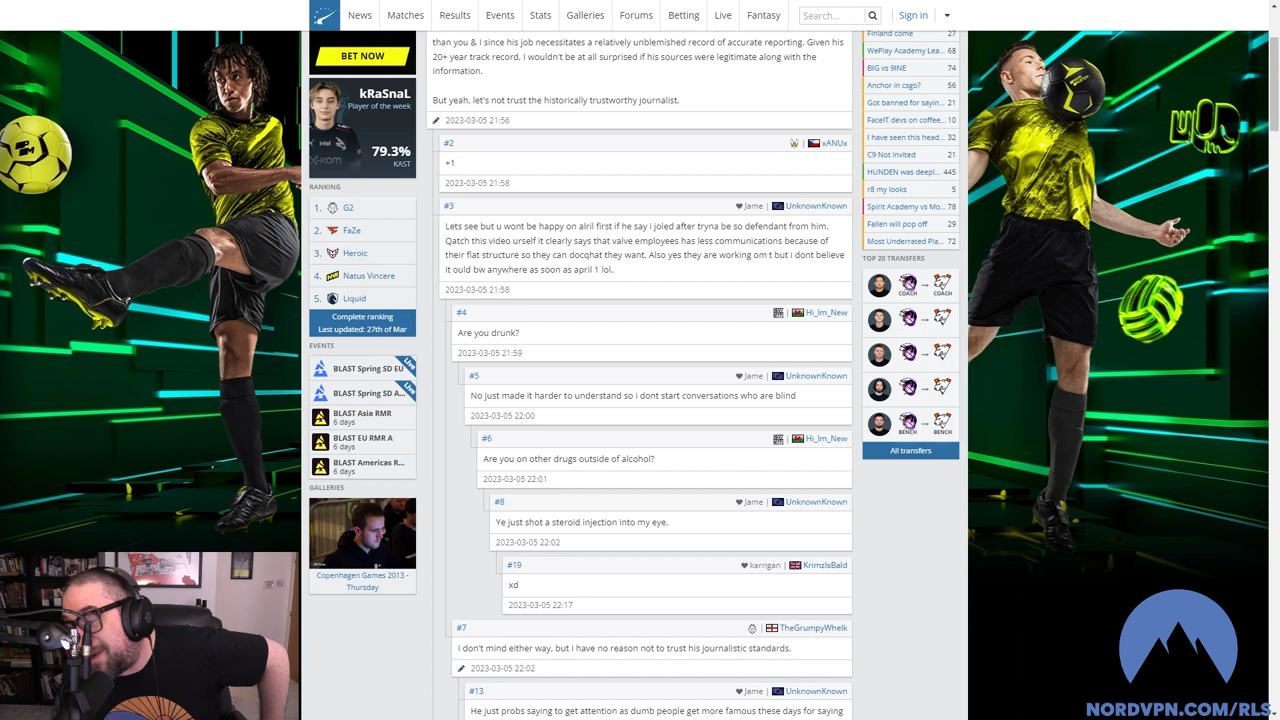 News
Matches
Results
Events
Stats
Galleries
Forums
Betting
Live
Fantasy
Search...
Sign in
BET NOW
kRaSnaL
Player of the week
intel
x-kom
79.3%
KAST
RANKING
1. G2
2. FaZe
3. Heroic
4. Natus Vincere
5. Liquid
Complete ranking
Last updated: 27th of Mar
EVENTS
BLAST Spring SD EU
Live
BLAST Spring SD A...
Live
BLAST Asia RMR
6 days
BLAST EU RMR A
6 days
BLAST Americas R...
6 days
GALLERIES
Copenhagen Games 2013 -
Thursday
than you & I since his job necessitates a relatively unblemished record of accurate reporting. Given his
20+ year track record, I wouldn't be at all surprised if his sources were legitimate along with the
information.
But yeah. let's not trust the historically trustworthy journalist.
2023-03-05 21:56
#2
xANUx
+1
2023-03-05 21:58
#3
Jame | UnknownKnown
Lets see but u wont be happy on alril first if he jsy i joled after tryna be so defendant from him.
Qatch this video urself it clearly says that valve employees has less communications because of
their flat structure so they can docqhat they want. Also yes they are working om t but i dont believe
it ould bw anywhere as soon as april 1 lol.
2023-03-05 21:58
#4
Hi_Im_New
Are you drunk?
2023-03-05 21:59
#5
Jame | UnknownKnown
No just made it harder to understand so i dont start conversations who are blind
2023-03-05 22:00
#6
Hi_Im_New
Are you on other drugs outside of alcohol?
2023-03-05 22:01
#8
Jame | UnknownKnown
Ye just shot a steroid injection into my eye.
2023-03-05 22:02
#19
karrigan | KrimzIsBald
xd
2023-03-05 22:17
#7
TheGrumpyWhelk
I don't mind either way, but I have no reason not to trust his journalistic standards.
2023-03-05 22:02
#13
Jame | UnknownKnown
He just probs saying to get attention as dumb people get more famous these days for saying
Finland come 27
WePlay Academy Lea... 68
BIG vs 9INE 74
Anchor in csgo? 56
Got banned for sayin... 21
FaceIT devs on coffee... 10
I have seen this head... 32
C9 Not invited 21
HUNDEN was deepl... 445
r8 my looks 5
Spirit Academy vs Mo... 78
Fallen will pop off 29
Most Underrated Pla... 72
TOP 20 TRANSFERS
COACH COACH
BENCH BENCH
All transfers
NORDVPN.COM/RLS